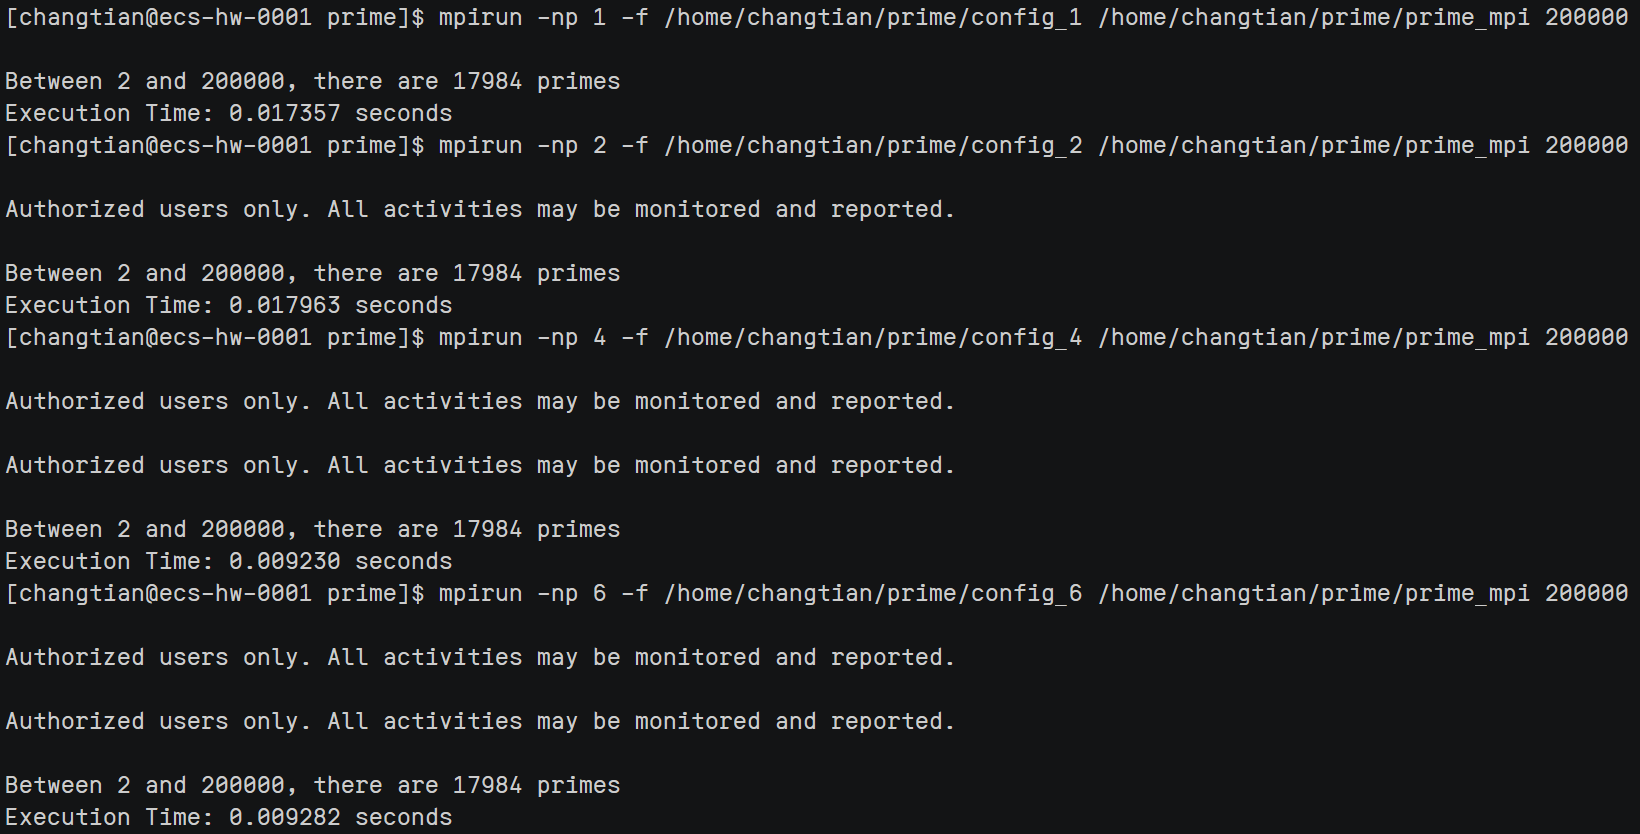 [changtian@ecs-hw-0001 prime]$ mpirun -np 1 -f /home/changtian/prime/config_1 /home/changtian/prime/prime_mpi 200000
Between 2 and 200000, there are 17984 primes
Execution Time: 0.017357 seconds
[changtian@ecs-hw-0001 prime]$ mpirun -np 2 -f /home/changtian/prime/config_2 /home/changtian/prime/prime_mpi 200000
Authorized users only. All activities may be monitored and reported.
Between 2 and 200000, there are 17984 primes
Execution Time: 0.017963 seconds
[changtian@ecs-hw-0001 prime]$ mpirun -np 4 -f /home/changtian/prime/config_4 /home/changtian/prime/prime_mpi 200000
Authorized users only. All activities may be monitored and reported.
Authorized users only. All activities may be monitored and reported.
Between 2 and 200000, there are 17984 primes
Execution Time: 0.009230 seconds
[changtian@ecs-hw-0001 prime]$ mpirun -np 6 -f /home/changtian/prime/config_6 /home/changtian/prime/prime_mpi 200000
Authorized users only. All activities may be monitored and reported.
Authorized users only. All activities may be monitored and reported.
Between 2 and 200000, there are 17984 primes
Execution Time: 0.009282 seconds